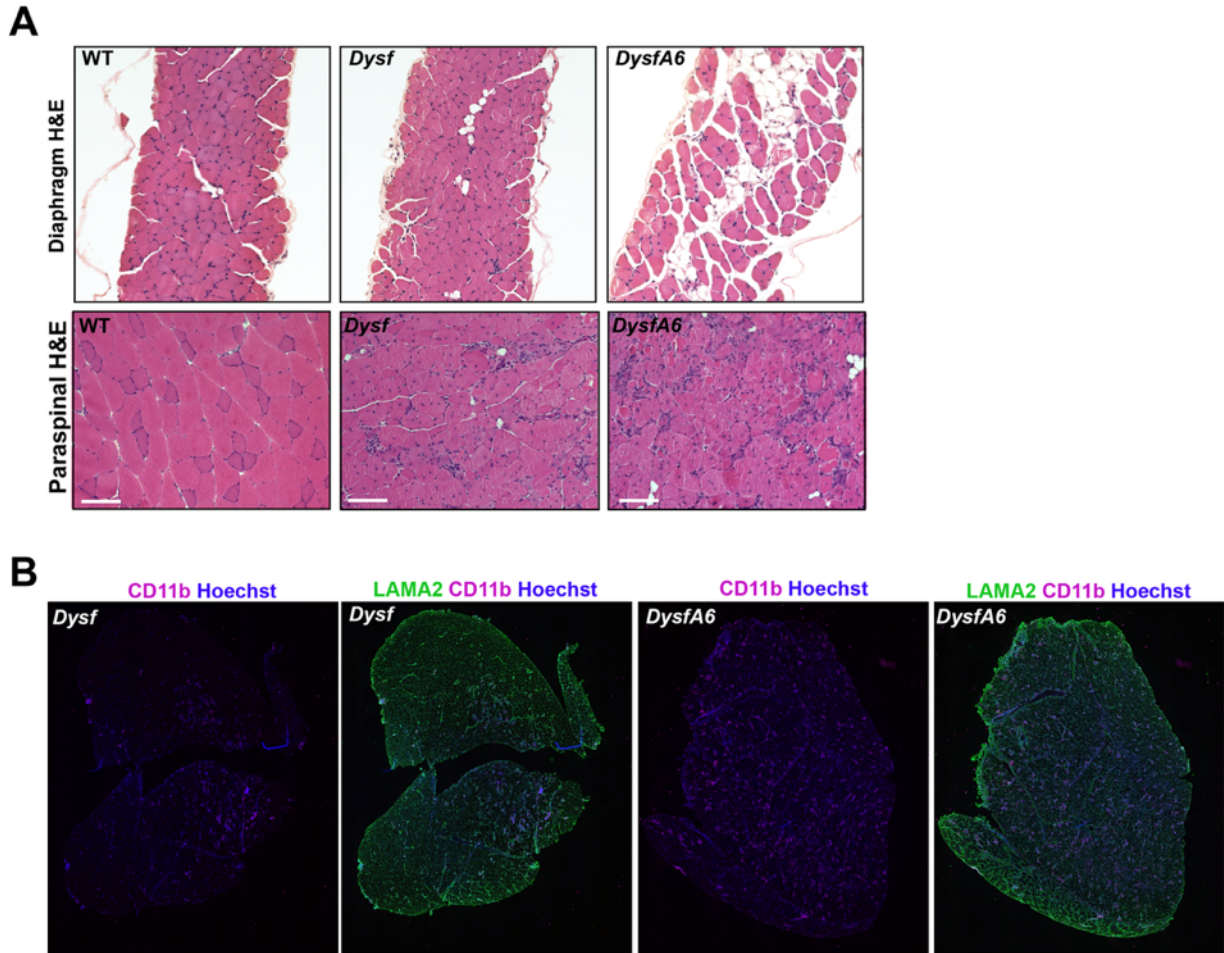 A
Diaphragm H&E
WT
Dysf
DysfA6
Paraspinal H&E
WT
Dysf
DysfA6
B
CD11b Hoechst
LAMA2 CD11b Hoechst
CD11b Hoechst
LAMA2 CD11b Hoechst
Dysf
Dysf
DysfA6
DysfA6